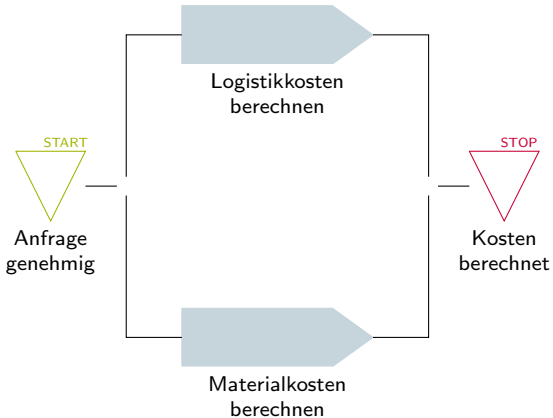 Logistikkosten
berechnen
START
Anfrage
genehmig
STOP
Kosten
berechnet
Materialkosten
berechnen